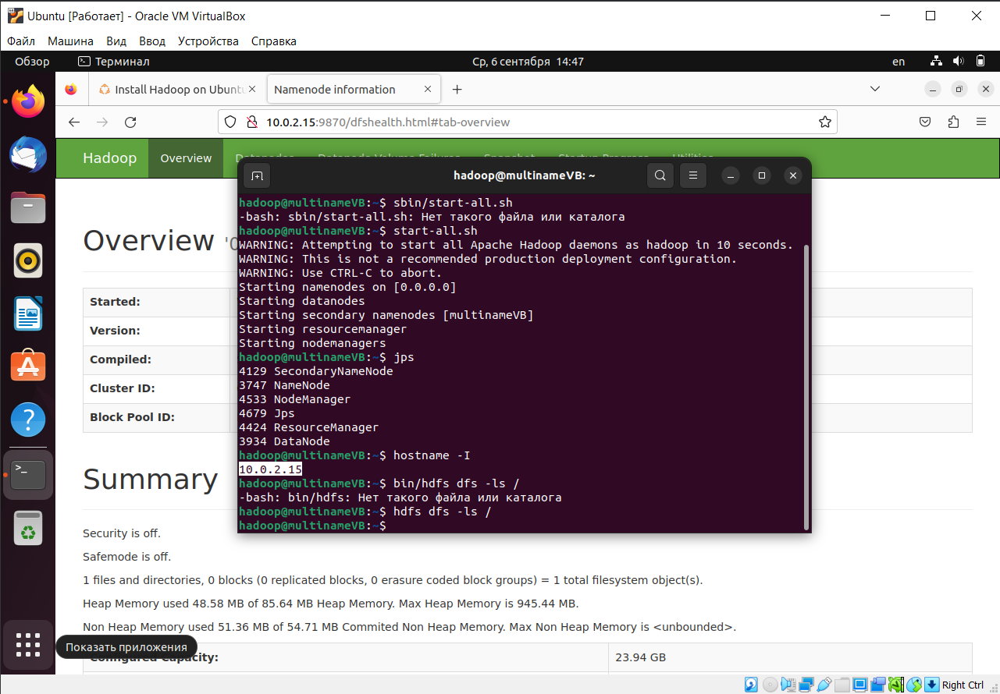 Ubuntu [Работает] - Oracle VM VirtualBox
Файл Машина Вид Ввод Устройства Справка
Обзор Терминал Ср, 6 сентября 14:47 en
Install Hadoop on Ubuntu Namenode information
10.0.2.15:9870/dfshealth.html#tab-overview
Hadoop Overview Datanodes Datanode Volume Failures Snapshot Startup Progress Utilities
hadoop@multinameVB: ~
hadoop@multinameVB:~$ sbin/start-all.sh
-bash: sbin/start-all.sh: Нет такого файла или каталога
hadoop@multinameVB:~$ start-all.sh
WARNING: Attempting to start all Apache Hadoop daemons as hadoop in 10 seconds.
WARNING: This is not a recommended production deployment configuration.
WARNING: Use CTRL-C to abort.
Starting namenodes on [0.0.0.0]
Starting datanodes
Starting secondary namenodes [multinameVB]
Starting resourcemanager
Starting nodemanagers
hadoop@multinameVB:~$ jps
4129 SecondaryNameNode
3747 NameNode
4533 NodeManager
4679 Jps
4424 ResourceManager
3934 DataNode
hadoop@multinameVB:~$ hostname -I
10.0.2.15
hadoop@multinameVB:~$ bin/hdfs dfs -ls /
-bash: bin/hdfs: Нет такого файла или каталога
hadoop@multinameVB:~$ hdfs dfs -ls /
hadoop@multinameVB:~$
Overview
Started:
Version:
Compiled:
Cluster ID:
Block Pool ID:
Summary
Security is off.
Safemode is off.
1 files and directories, 0 blocks (0 replicated blocks, 0 erasure coded block groups) = 1 total filesystem object(s).
Heap Memory used 48.58 MB of 85.64 MB Heap Memory. Max Heap Memory is 945.44 MB.
Non Heap Memory used 51.36 MB of 54.71 MB Commited Non Heap Memory. Max Non Heap Memory is <unbounded>.
Configured Capacity: 23.94 GB
Показать приложения
Right Ctrl